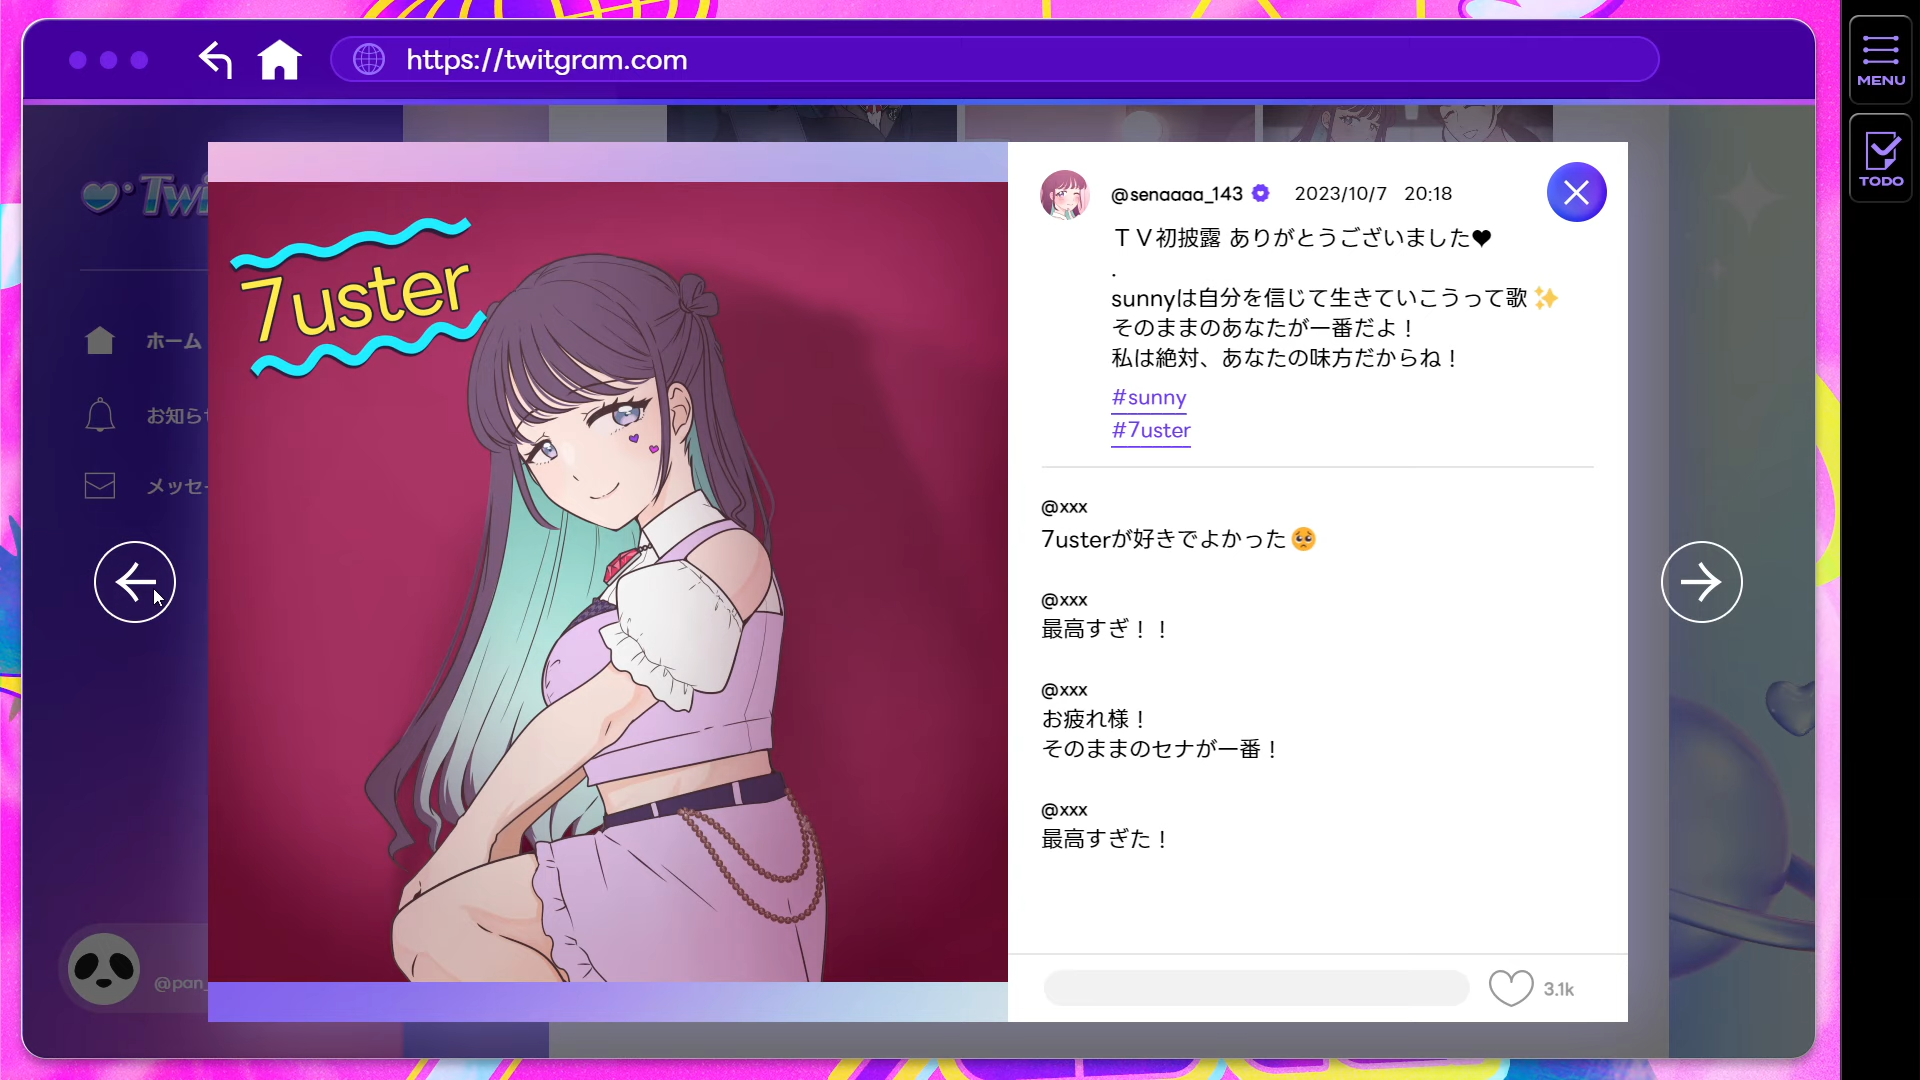 https://twitgram.com
MENU
TODO
Twi
ホーム
お知らせ
メッセー
@pan_
7uster
@senaaaa_143 2023/10/7 20:18
ＴＶ初披露 ありがとうございました♥
.
sunnyは自分を信じて生きていこうって歌✨
そのままのあなたが一番だよ！
私は絶対、あなたの味方だからね！
#sunny
#7uster
@xxx
7usterが好きでよかった🥺
@xxx
最高すぎ！！
@xxx
お疲れ様！
そのままのセナが一番！
@xxx
最高すぎた！
3.1k